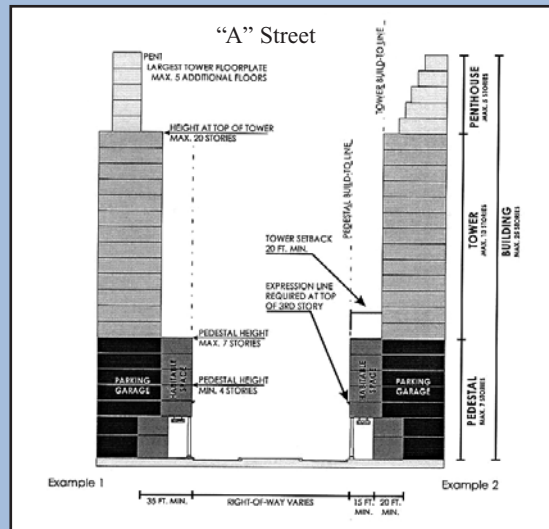 “A” Street
PENT
LARGEST TOWER FLOORPLATE
MAX. 5 ADDITIONAL FLOORS
HEIGHT AT TOP OF TOWER
MAX. 20 STORIES
TOWER BUILD-TO LINE
PEDESTAL BUILD-TO LINE
TOWER SETBACK
20 FT. MIN.
EXPRESSION LINE
REQUIRED AT TOP
OF 3RD STORY
PEDESTAL HEIGHT
MAX. 7 STORIES
PEDESTAL HEIGHT
MIN. 4 STORIES
PARKING
GARAGE
HABITABLE
SPACE
HABITABLE
SPACE
PARKING
GARAGE
PENTHOUSE
MAX. 5 STORIES
TOWER
MAX. 13 STORIES
BUILDING
MAX. 25 STORIES
PEDESTAL
MAX. 7 STORIES
Example 1
Example 2
35 FT. MIN.
RIGHT-OF-WAY VARIES
15 FT.
MIN.
20 FT.
MIN.